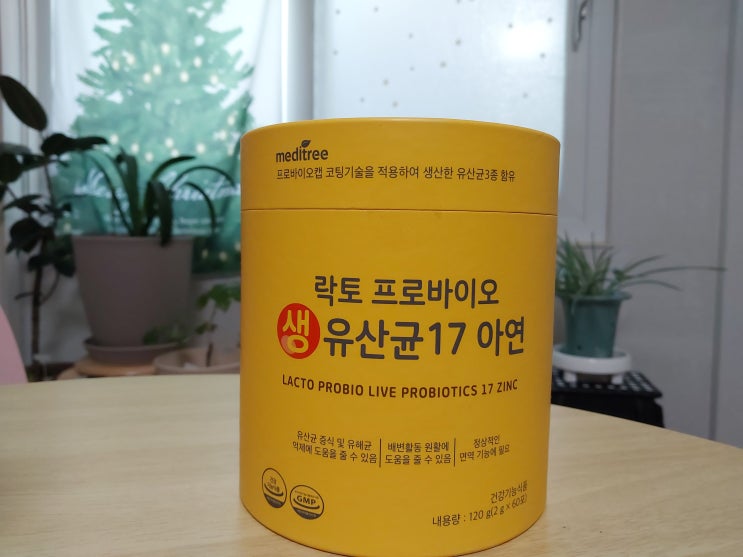 meditree
프로바이오캡 코팅기술을 적용하여 생산한 유산균3종 함유
락토 프로바이오
생 유산균17 아연
LACTO PROBIO LIVE PROBIOTICS 17 ZINC
유산균 증식 및 유해균
억제에 도움을 줄 수 있음
배변활동 원활에
도움을 줄 수 있음
정상적인
면역 기능에 필요
GMP
건강기능식품
내용량 : 120 g(2 g × 60포)